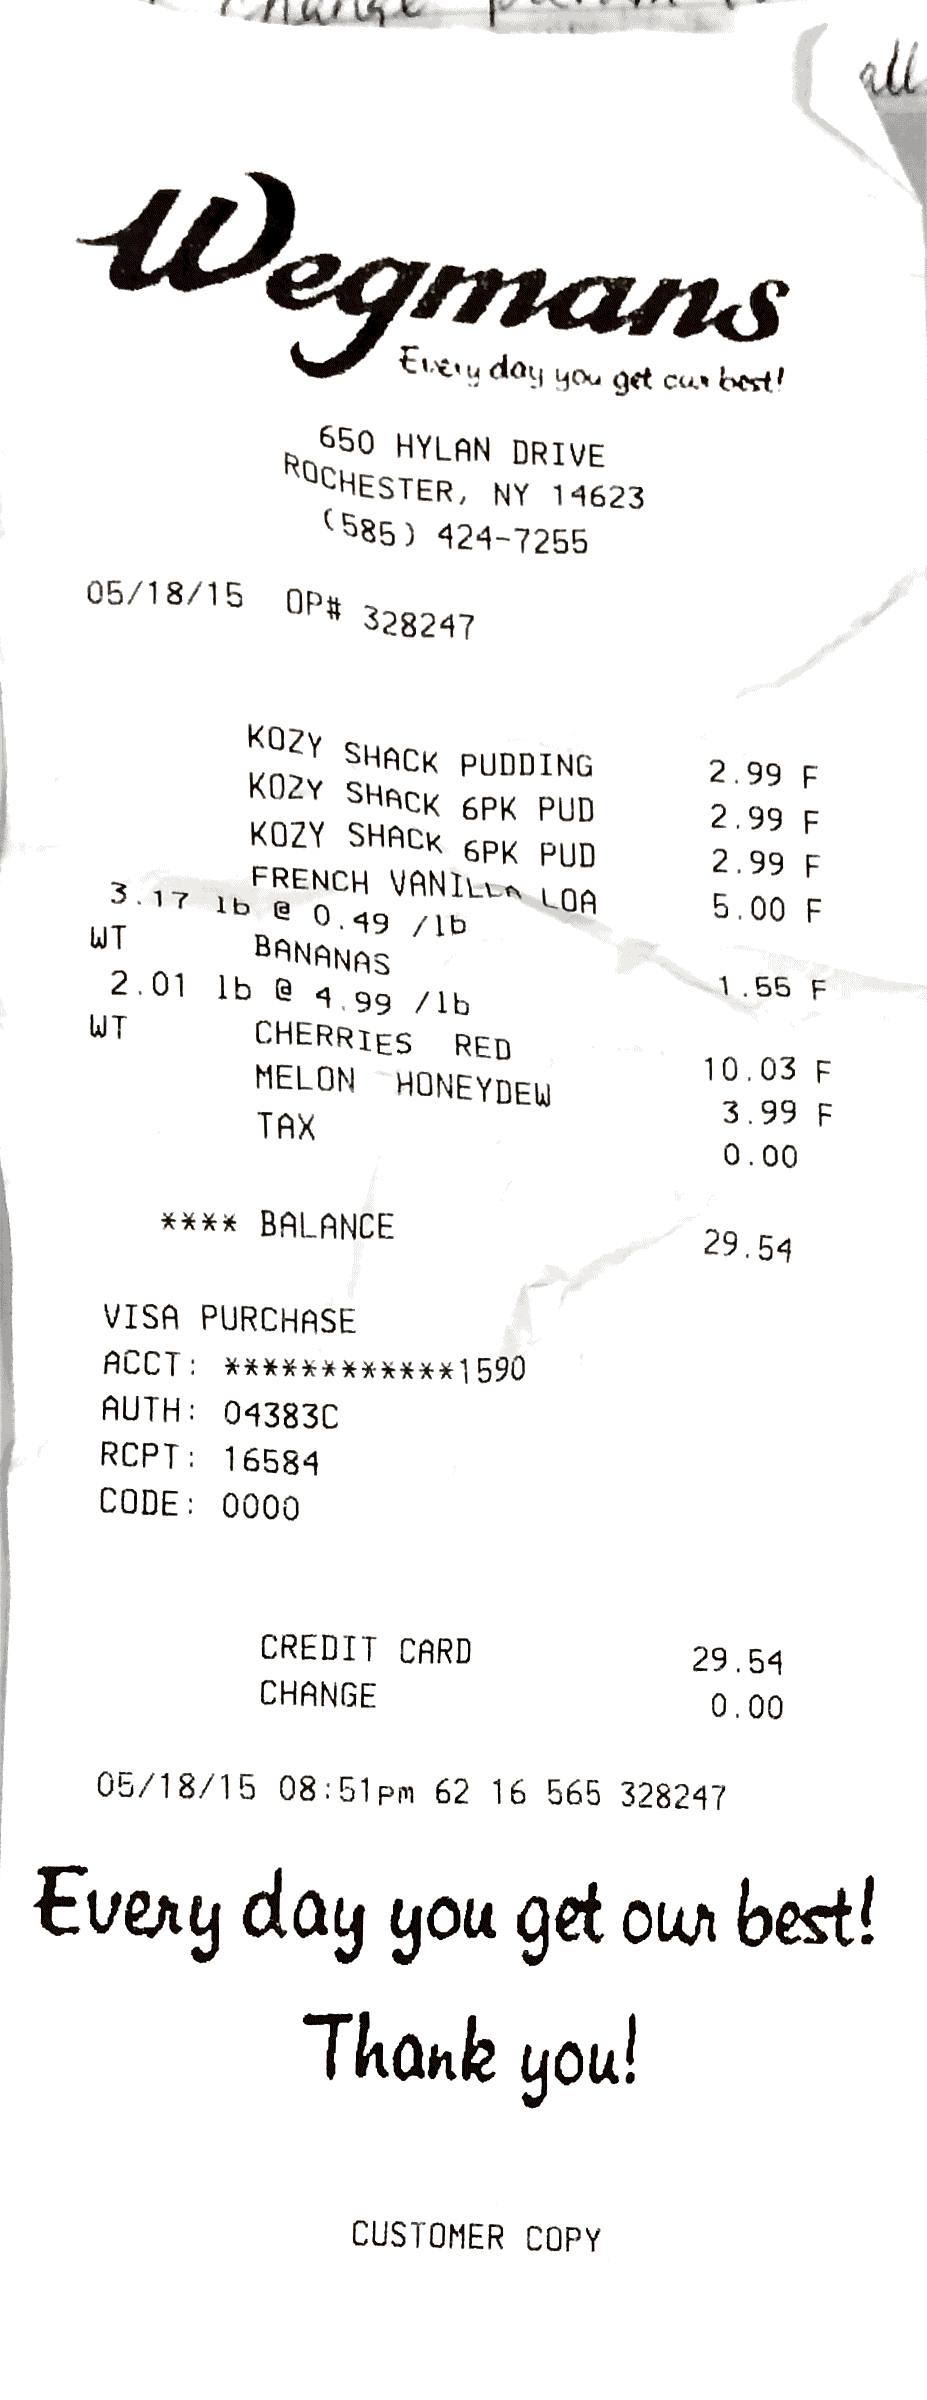 change
all
Wegmans
Every day you get our best!
650 HYLAN DRIVE
ROCHESTER, NY 14623
(585) 424-7255
05/18/15 OP# 328247
KOZY SHACK PUDDING 2.99 F
KOZY SHACK 6PK PUD 2.99 F
KOZY SHACK 6PK PUD 2.99 F
FRENCH VANILLA LOA 5.00 F
3.17 lb @ 0.49 /lb
WT BANANAS 1.55 F
2.01 lb @ 4.99 /lb
WT CHERRIES RED 10.03 F
MELON HONEYDEW 3.99 F
TAX 0.00
**** BALANCE 29.54
VISA PURCHASE
ACCT: ************1590
AUTH: 04383C
RCPT: 16584
CODE: 0000
CREDIT CARD 29.54
CHANGE 0.00
05/18/15 08:51pm 62 16 565 328247
Every day you get our best!
Thank you!
CUSTOMER COPY